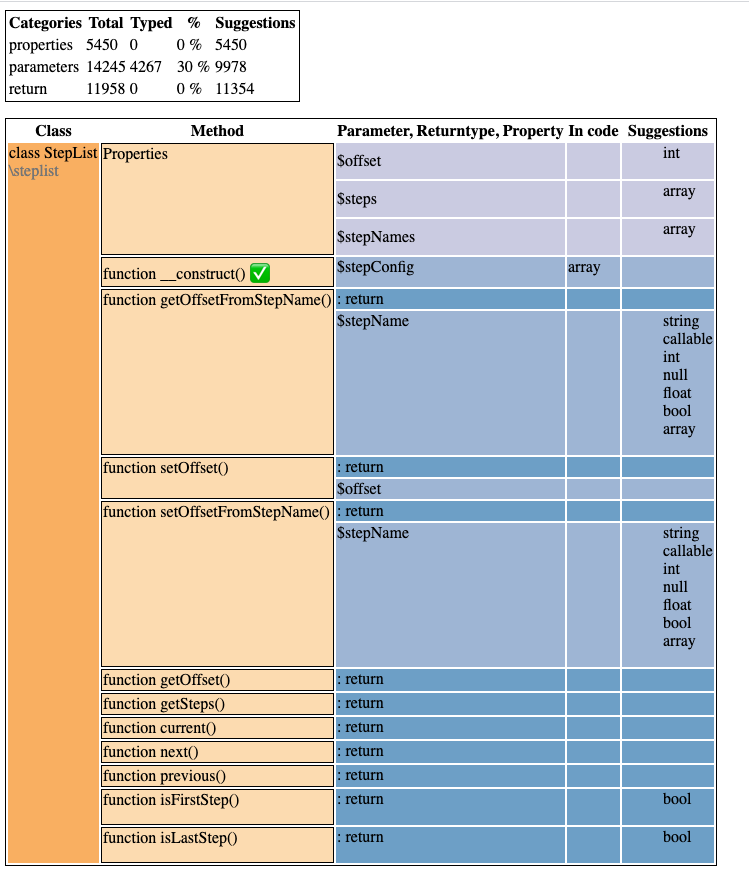 Categories Total Typed % Suggestions
properties 5450 0 0 % 5450
parameters 14245 4267 30 % 9978
return 11958 0 0 % 11354
Class Method Parameter, Returntype, Property In code Suggestions
class StepList Properties $offset int
\steplist
$steps array
$stepNames array
function __construct() ✅ $stepConfig array
function getOffsetFromStepName() : return
$stepName string
callable
int
null
float
bool
array
function setOffset() : return
$offset
function setOffsetFromStepName() : return
$stepName string
callable
int
null
float
bool
array
function getOffset() : return
function getSteps() : return
function current() : return
function next() : return
function previous() : return
function isFirstStep() : return bool
function isLastStep() : return bool